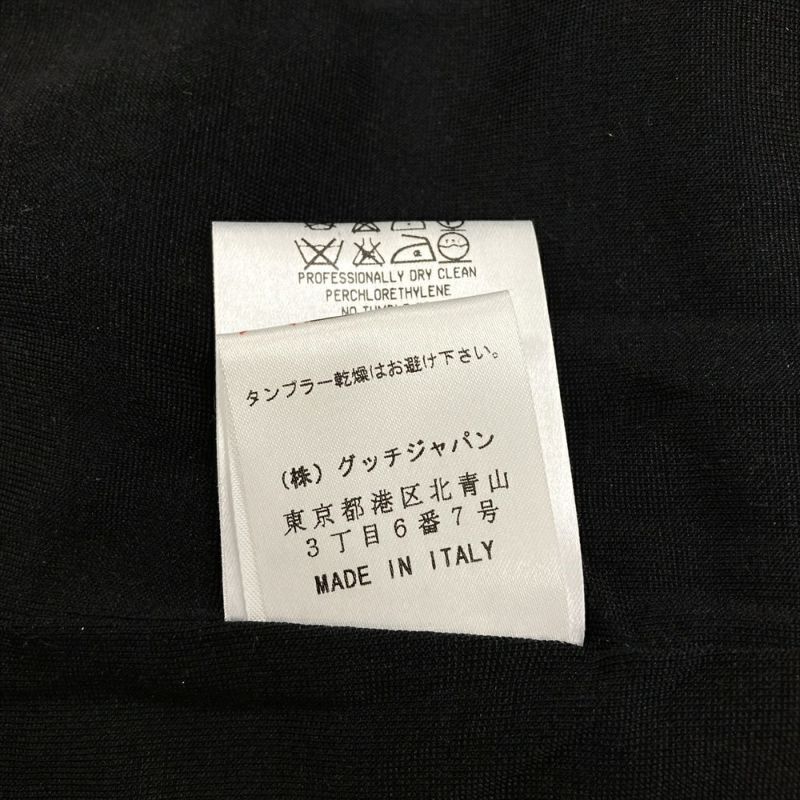 PROFESSIONALLY DRY CLEAN
PERCHLORETHYLENE
NO
タンブラー乾燥はお避け下さい。
(株)グッチジャパン
東京都港区北青山
3丁目6番7号
MADE IN ITALY